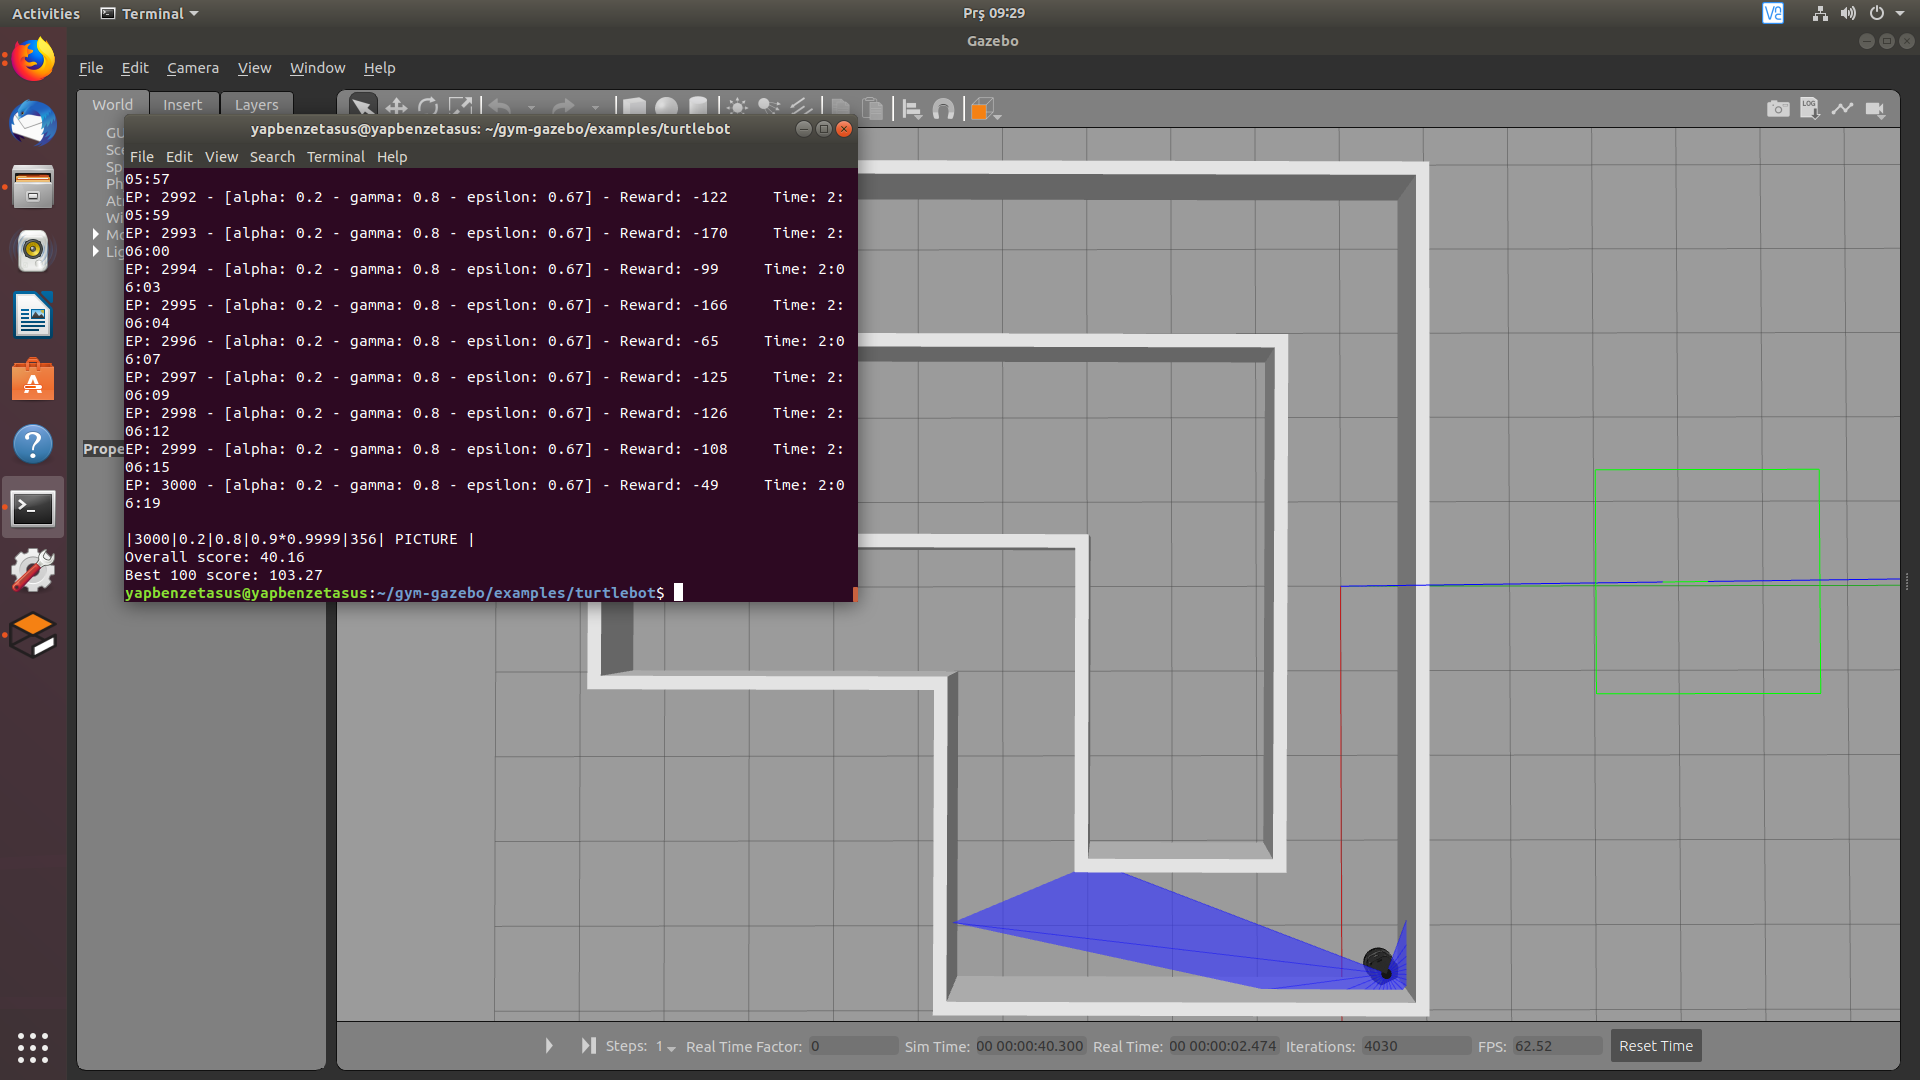 Activities Terminal Prş 09:29
Gazebo
File Edit Camera View Window Help
World Insert Layers
GU
Sce
Sp
Ph
At
Wi
Mo
Lig
Prope
yapbenzetasus@yapbenzetasus: ~/gym-gazebo/examples/turtlebot
File Edit View Search Terminal Help
05:57
EP: 2992 - [alpha: 0.2 - gamma: 0.8 - epsilon: 0.67] - Reward: -122     Time: 2:
05:59
EP: 2993 - [alpha: 0.2 - gamma: 0.8 - epsilon: 0.67] - Reward: -170     Time: 2:
06:00
EP: 2994 - [alpha: 0.2 - gamma: 0.8 - epsilon: 0.67] - Reward: -99     Time: 2:0
6:03
EP: 2995 - [alpha: 0.2 - gamma: 0.8 - epsilon: 0.67] - Reward: -166     Time: 2:
06:04
EP: 2996 - [alpha: 0.2 - gamma: 0.8 - epsilon: 0.67] - Reward: -65     Time: 2:0
6:07
EP: 2997 - [alpha: 0.2 - gamma: 0.8 - epsilon: 0.67] - Reward: -125     Time: 2:
06:09
EP: 2998 - [alpha: 0.2 - gamma: 0.8 - epsilon: 0.67] - Reward: -126     Time: 2:
06:12
EP: 2999 - [alpha: 0.2 - gamma: 0.8 - epsilon: 0.67] - Reward: -108     Time: 2:
06:15
EP: 3000 - [alpha: 0.2 - gamma: 0.8 - epsilon: 0.67] - Reward: -49     Time: 2:0
6:19
|3000|0.2|0.8|0.9*0.9999|356| PICTURE |
Overall score: 40.16
Best 100 score: 103.27
yapbenzetasus@yapbenzetasus:~/gym-gazebo/examples/turtlebot$
Steps: 1 Real Time Factor: 0 Sim Time: 00 00:00:40.300 Real Time: 00 00:00:02.474 Iterations: 4030 FPS: 62.52 Reset Time